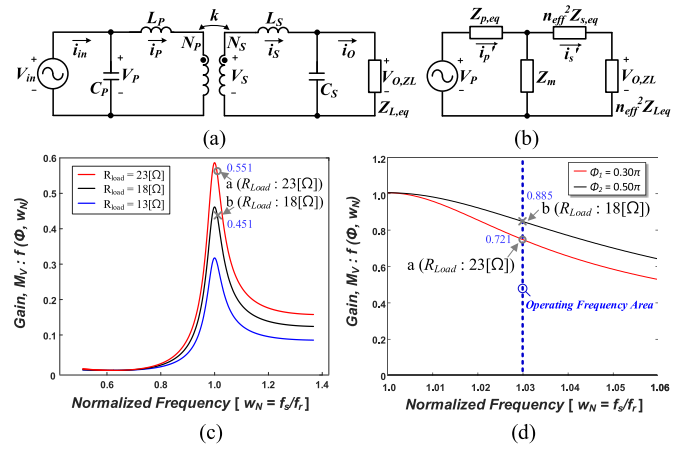 L_P k L_S
i_in i_P N_P N_S i_S i_O
V_in C_P V_P V_S C_S V_O,ZL
Z_L,eq
(a)
Z_p,eq n_eff^2 Z_s,eq
i_p' i_s'
V_P Z_m V_O,ZL
n_eff^2 Z_Leq
(b)
Gain, M_V : f (Φ, w_N)
0.6
0.5
0.4
0.3
0.2
0.1
0
R_load = 23[Ω]
R_load = 18[Ω]
R_load = 13[Ω]
0.551
a (R_Load : 23[Ω])
b (R_Load : 18[Ω])
0.451
0.6 0.8 1.0 1.2 1.4
Normalized Frequency [ w_N = f_s/f_r ]
(c)
Gain, M_V : f (Φ, w_N)
1.2
1.0
0.8
0.6
0.4
0.2
0
Φ_1 = 0.30π
Φ_2 = 0.50π
0.885
b (R_Load : 18[Ω])
0.721
a (R_Load : 23[Ω])
Operating Frequency Area
1.0 1.01 1.02 1.03 1.04 1.05 1.06
Normalized Frequency [ w_N = f_s/f_r ]
(d)